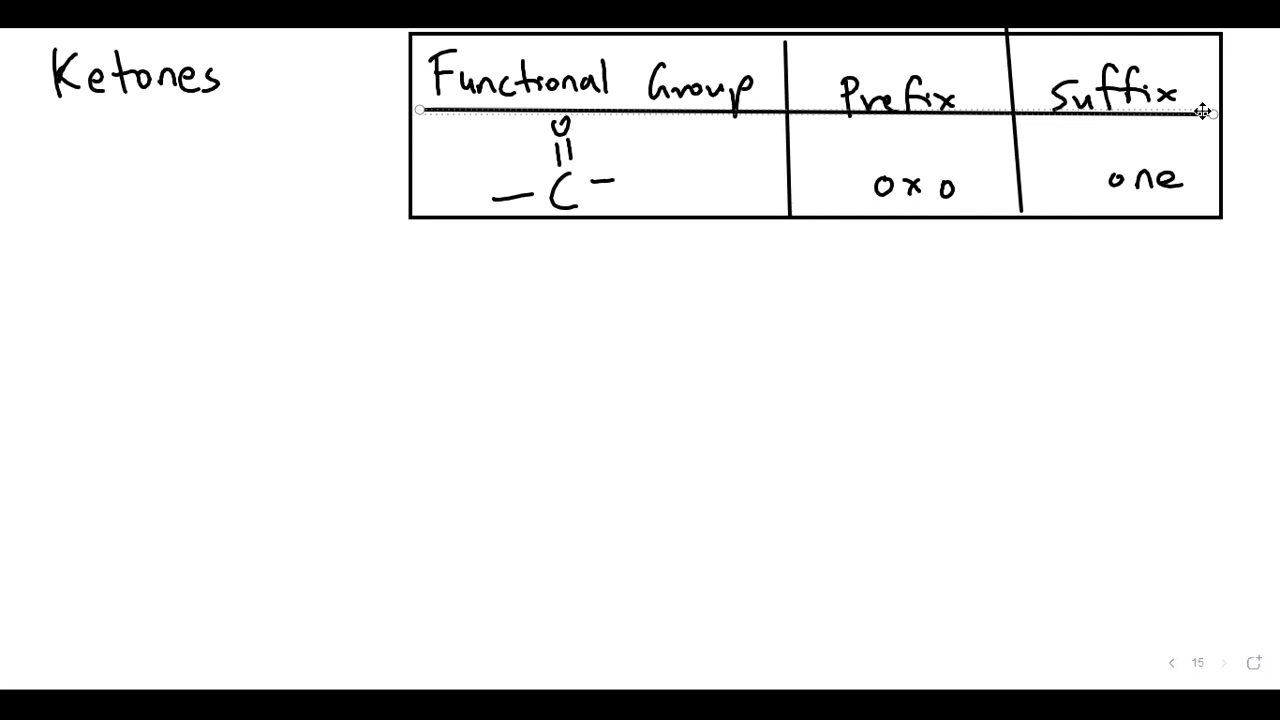 Ketones
Functional Group Prefix Suffix
O
||
— C — oxo one
15